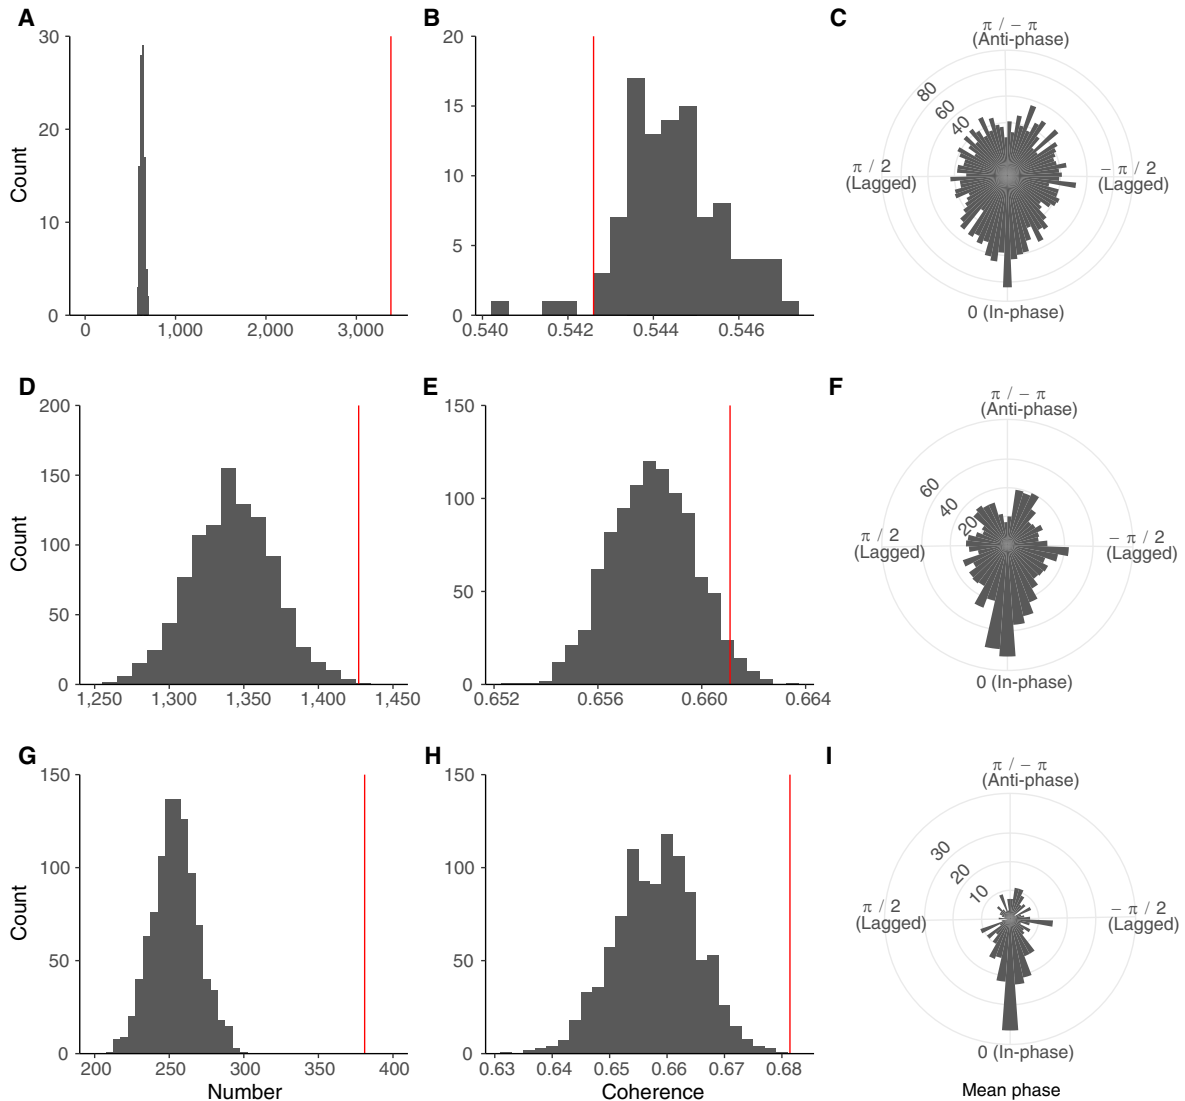 A
30
20
10
0
Count
0
1,000
2,000
3,000
B
20
15
10
5
0
0.540
0.542
0.544
0.546
C
π / − π
(Anti−phase)
80
60
40
π / 2
(Lagged)
− π / 2
(Lagged)
0 (In−phase)
D
200
150
100
50
0
Count
1,250
1,300
1,350
1,400
1,450
E
150
100
50
0
0.652
0.656
0.660
0.664
F
π / − π
(Anti−phase)
60
40
20
π / 2
(Lagged)
− π / 2
(Lagged)
0 (In−phase)
G
150
100
50
0
Count
200
250
300
350
400
Number
H
150
100
50
0
0.63
0.64
0.65
0.66
0.67
0.68
Coherence
I
π / − π
(Anti−phase)
30
20
10
π / 2
(Lagged)
− π / 2
(Lagged)
0 (In−phase)
Mean phase